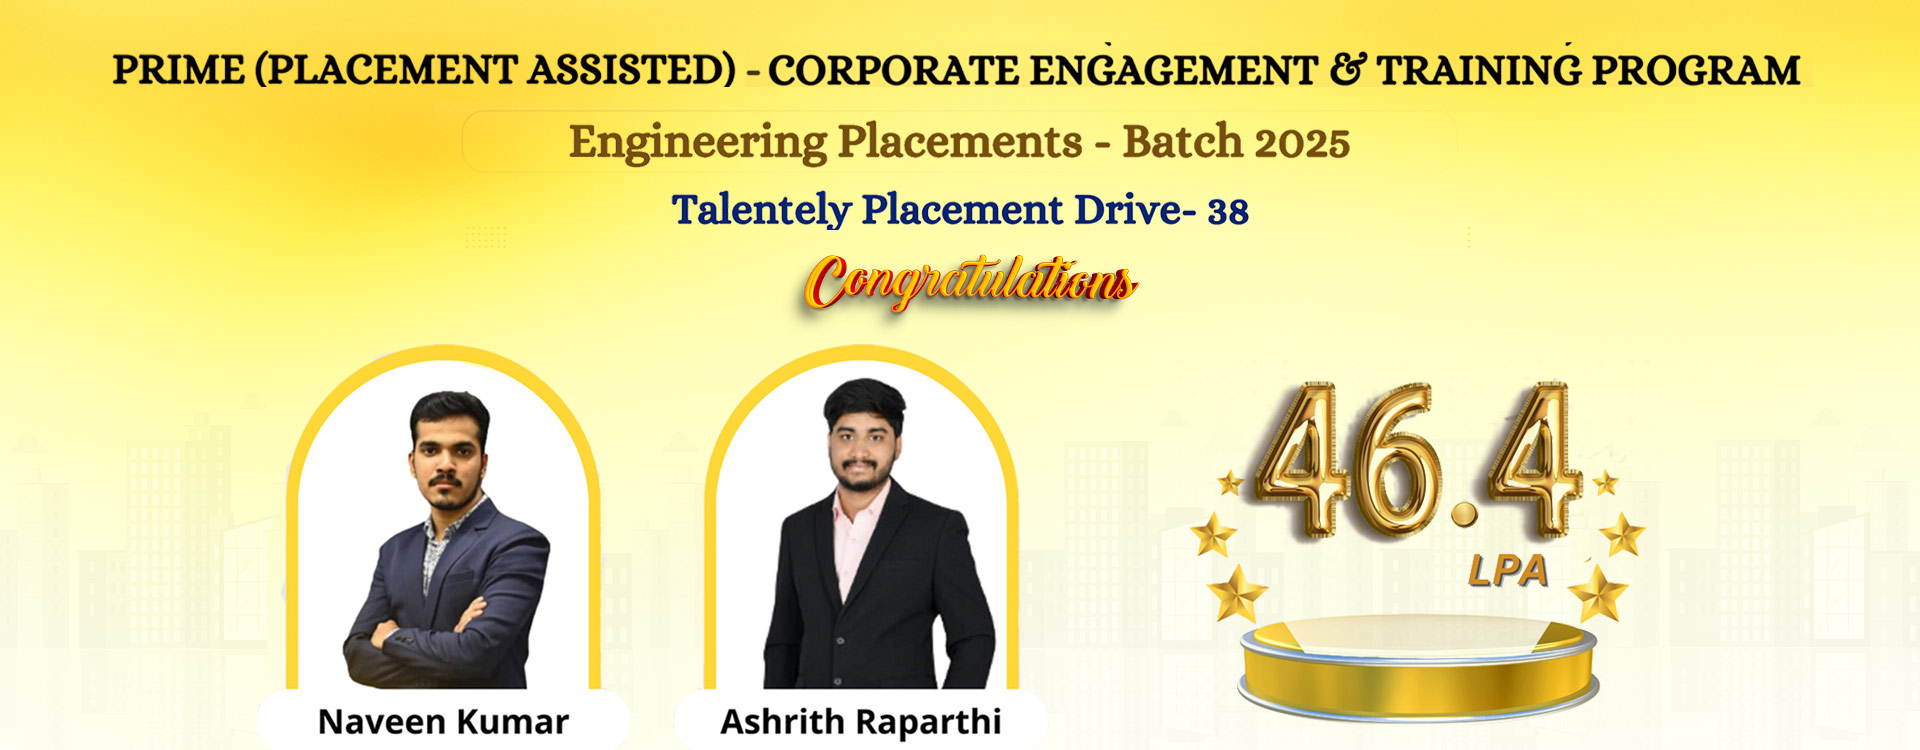 PRIME (PLACEMENT ASSISTED) - CORPORATE ENGAGEMENT & TRAINING PROGRAM
Engineering Placements - Batch 2025
Talentely Placement Drive- 38
Congratulations
46.4
LPA
Naveen Kumar
Ashrith Raparthi